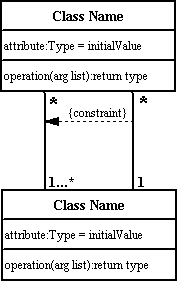 Class Name
attribute:Type = initialValue
operation(arg list):return type
* *
{constraint}
1...* 1
Class Name
attribute:Type = initialValue
operation(arg list):return type